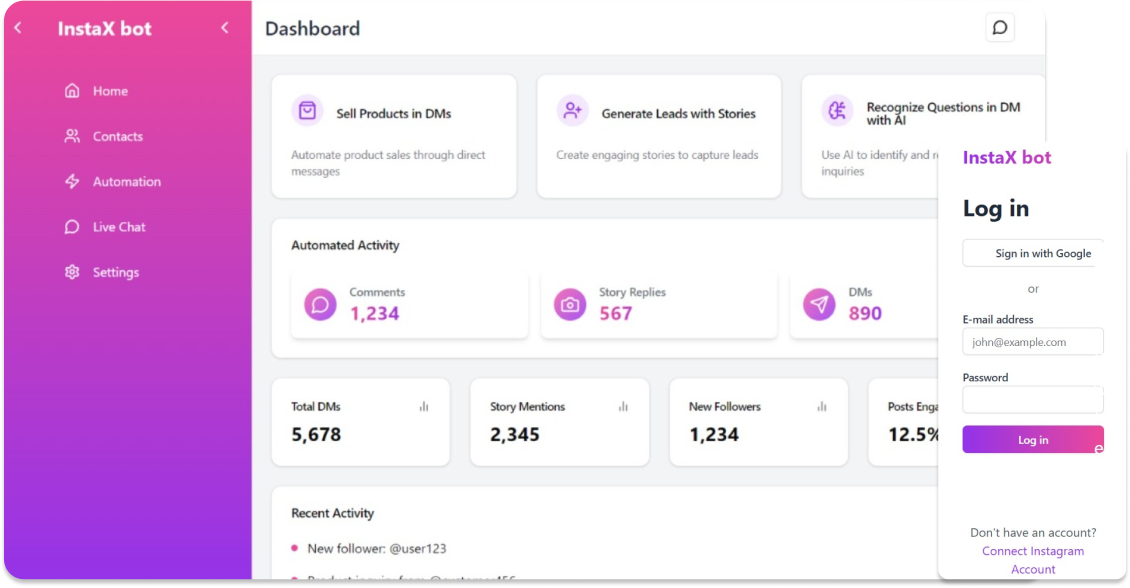 InstaX bot
Home
Contacts
Automation
Live Chat
Settings
Dashboard
Sell Products in DMs
Automate product sales through direct
messages
Generate Leads with Stories
Create engaging stories to capture leads
Recognize Questions in DM
with AI
Use AI to identify and
inquiries
Automated Activity
Comments
1,234
Story Replies
567
DMs
890
Total DMs
5,678
Story Mentions
2,345
New Followers
1,234
Posts
12.5%
Recent Activity
New follower: @user123
Product inquiry from @customer456
InstaX bot
Log in
Sign in with Google
or
E-mail address
john@example.com
Password
Log in
Don't have an account?
Connect Instagram
Account